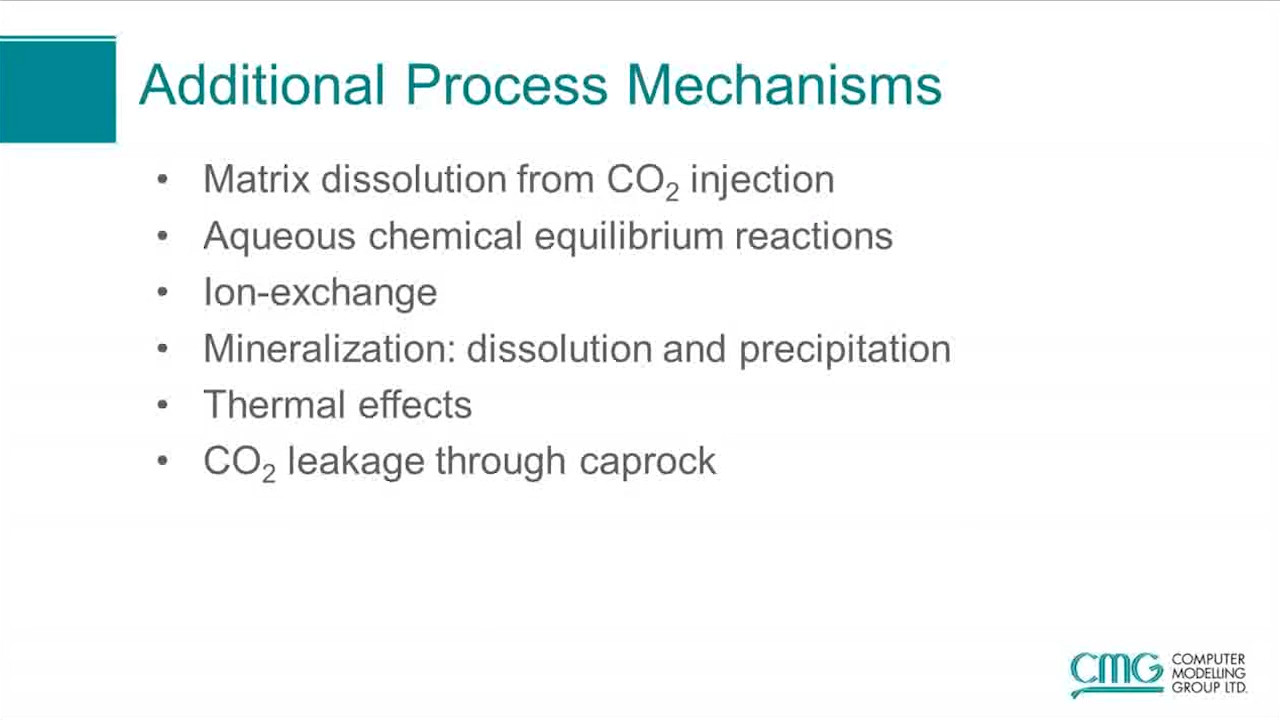 Additional Process Mechanisms
• Matrix dissolution from CO₂ injection
• Aqueous chemical equilibrium reactions
• Ion-exchange
• Mineralization: dissolution and precipitation
• Thermal effects
• CO₂ leakage through caprock
CMG
COMPUTER
MODELLING
GROUP LTD.